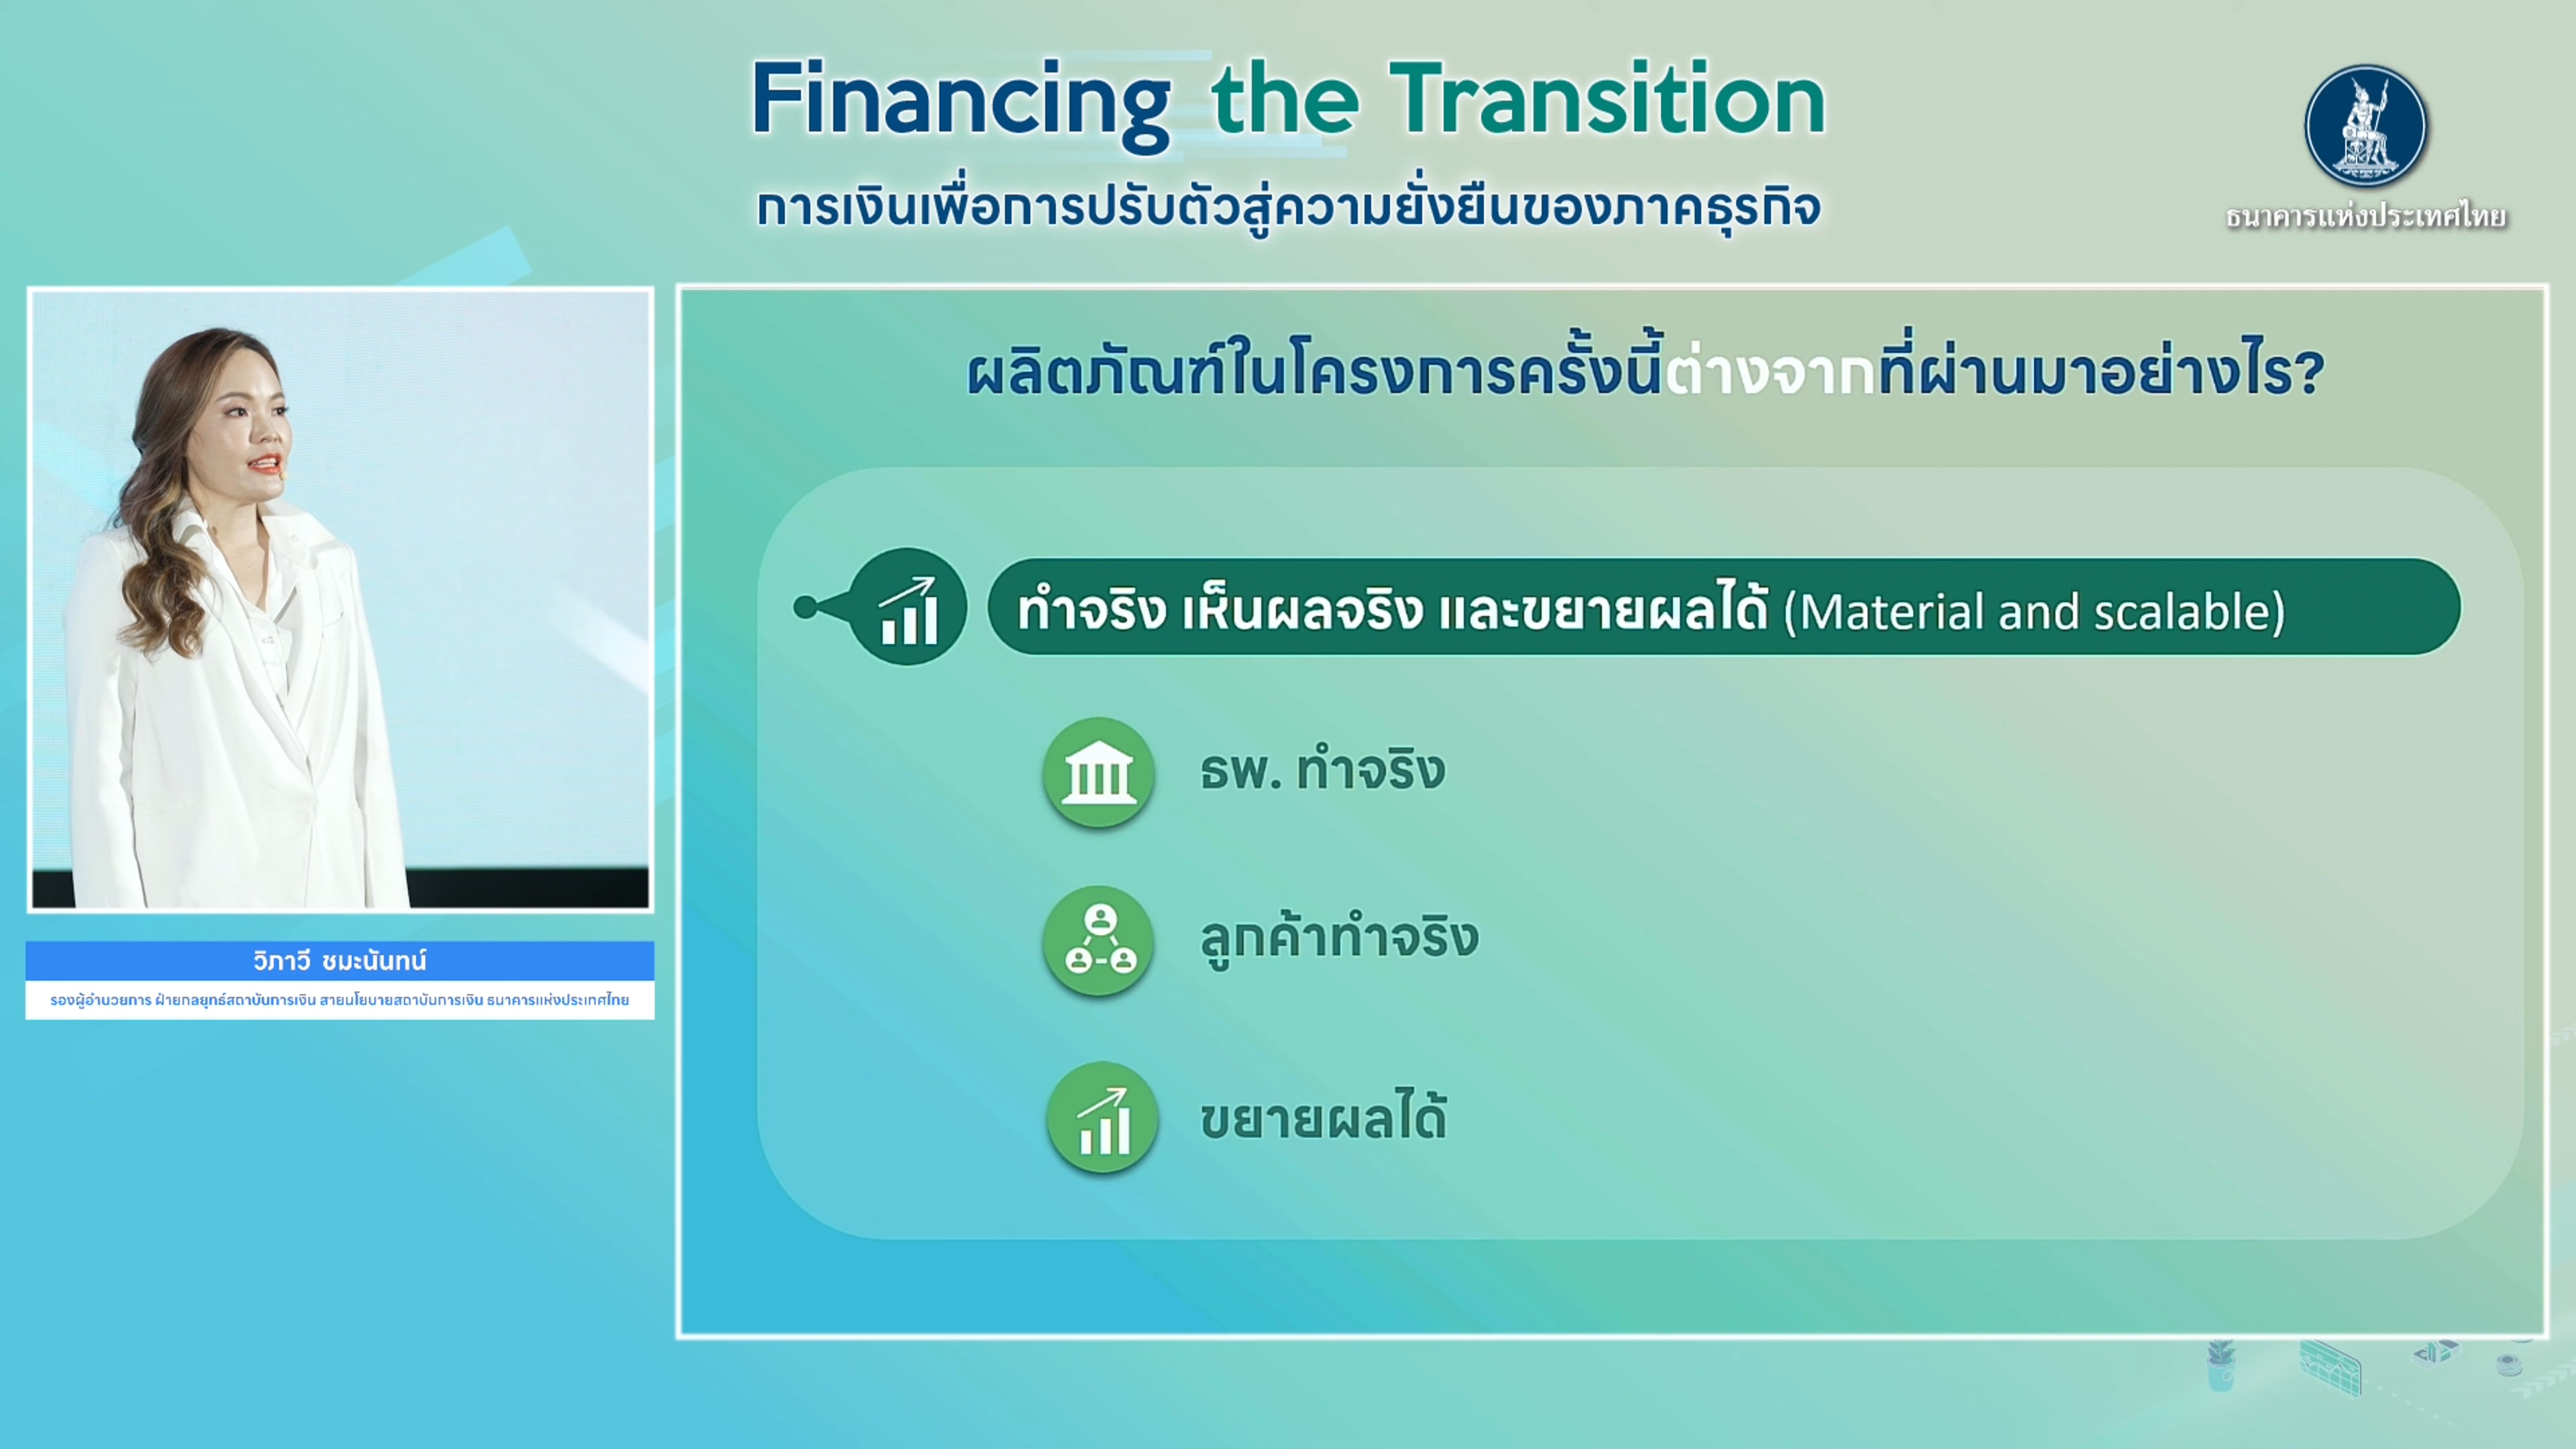 Financing the Transition
การเงินเพื่อการปรับตัวสู่ความยั่งยืนของภาคธุรกิจ
ธนาคารแห่งประเทศไทย
ผลิตภัณฑ์ในโครงการครั้งนี้ต่างจากที่ผ่านมาอย่างไร?
ทำจริง เห็นผลจริง และขยายผลได้ (Material and scalable)
ธพ. ทำจริง
ลูกค้าทำจริง
ขยายผลได้
วิภาวี ชมะนันทน์
รองผู้อำนวยการ ฝ่ายกลยุทธ์สถาบันการเงิน สายนโยบายสถาบันการเงิน ธนาคารแห่งประเทศไทย